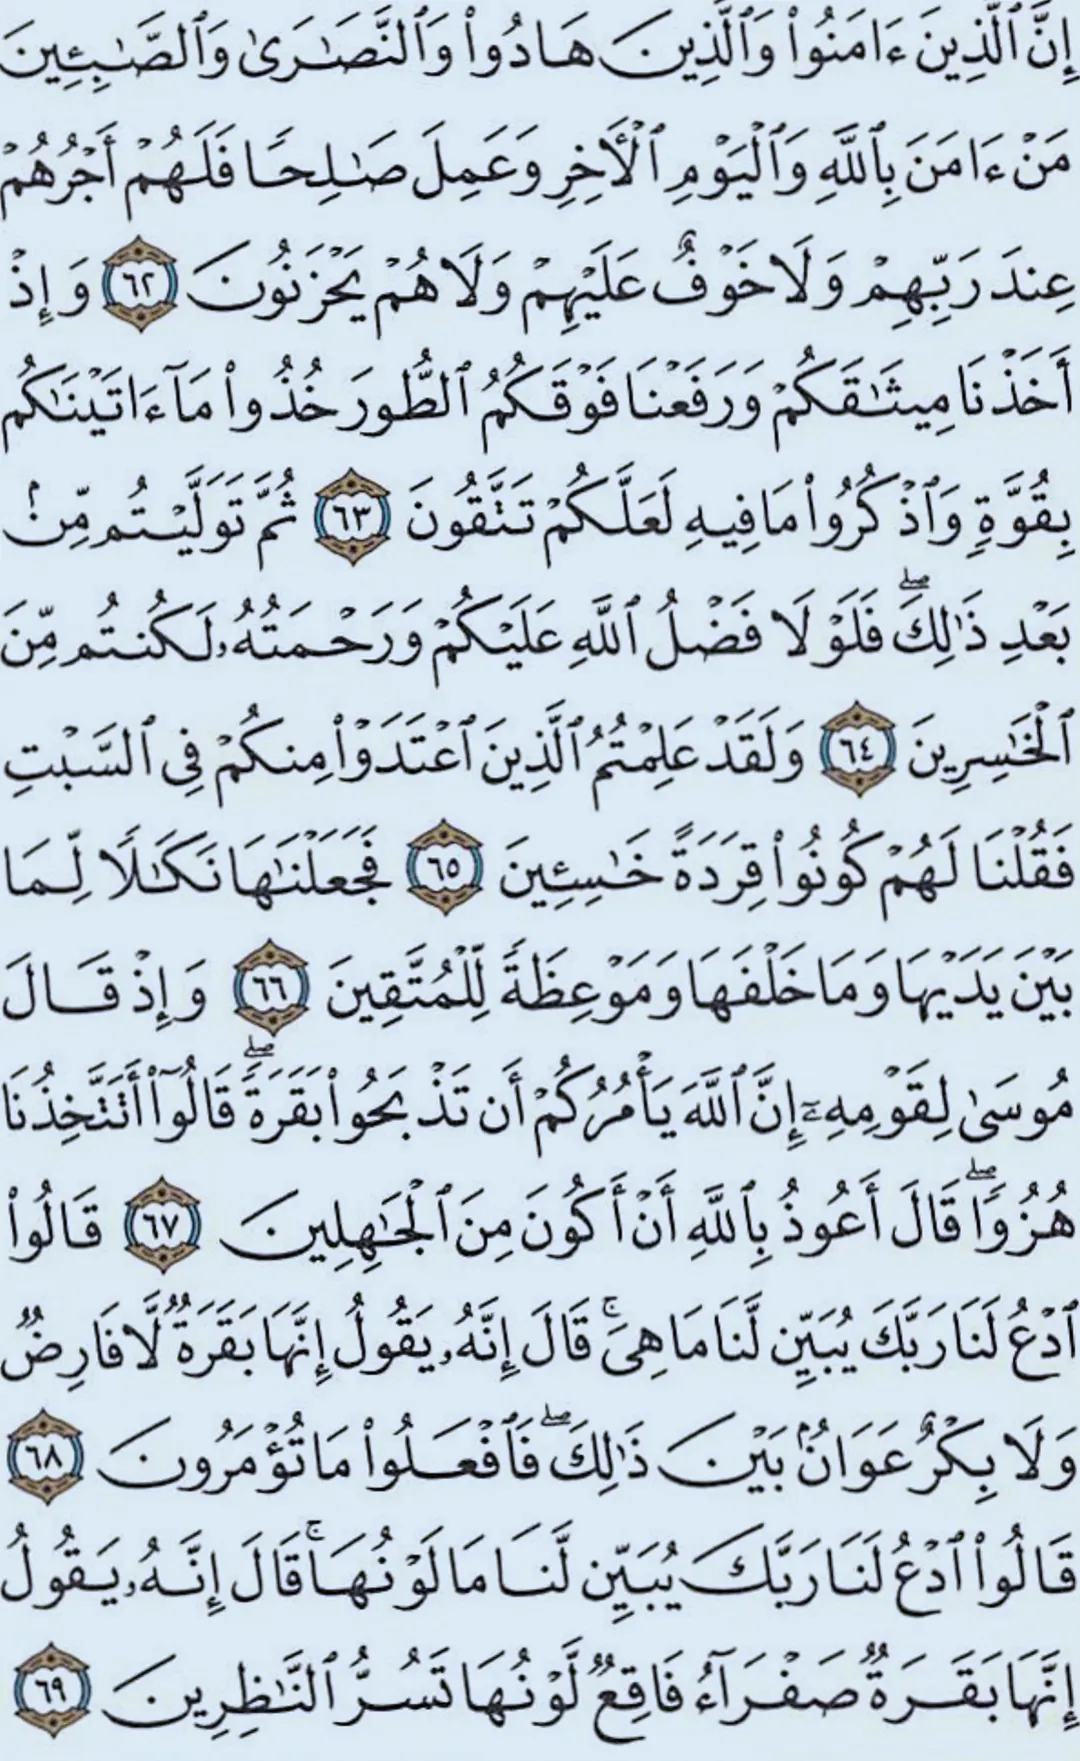 إِنَّ ٱلَّذِينَ ءَامَنُوا۟ وَٱلَّذِينَ هَادُوا۟ وَٱلنَّصَـٰرَىٰ وَٱلصَّـٰبِـِٔينَ
مَنْ ءَامَنَ بِٱللَّهِ وَٱلْيَوْمِ ٱلْـَٔاخِرِ وَعَمِلَ صَـٰلِحًا فَلَهُمْ أَجْرُهُمْ
عِندَ رَبِّهِمْ وَلَا خَوْفٌ عَلَيْهِمْ وَلَا هُمْ يَحْزَنُونَ ٦٢ وَإِذْ
أَخَذْنَا مِيثَـٰقَكُمْ وَرَفَعْنَا فَوْقَكُمُ ٱلطُّورَ خُذُوا۟ مَآ ءَاتَيْنَـٰكُم
بِقُوَّةٍ وَٱذْكُرُوا۟ مَا فِيهِ لَعَلَّكُمْ تَتَّقُونَ ٦٣ ثُمَّ تَوَلَّيْتُم مِّنۢ
بَعْدِ ذَٰلِكَ ۖ فَلَوْلَا فَضْلُ ٱللَّهِ عَلَيْكُمْ وَرَحْمَتُهُۥ لَكُنتُم مِّنَ
ٱلْخَـٰسِرِينَ ٦٤ وَلَقَدْ عَلِمْتُمُ ٱلَّذِينَ ٱعْتَدَوْا۟ مِنكُمْ فِى ٱلسَّبْتِ
فَقُلْنَا لَهُمْ كُونُوا۟ قِرَدَةً خَـٰسِـِٔينَ ٦٥ فَجَعَلْنَـٰهَا نَكَـٰلًا لِّمَا
بَيْنَ يَدَيْهَا وَمَا خَلْفَهَا وَمَوْعِظَةً لِّلْمُتَّقِينَ ٦٦ وَإِذْ قَالَ
مُوسَىٰ لِقَوْمِهِۦٓ إِنَّ ٱللَّهَ يَأْمُرُكُمْ أَن تَذْبَحُوا۟ بَقَرَةً ۖ قَالُوٓا۟ أَتَتَّخِذُنَا
هُزُوًا ۖ قَالَ أَعُوذُ بِٱللَّهِ أَنْ أَكُونَ مِنَ ٱلْجَـٰهِلِينَ ٦٧ قَالُوا۟
ٱدْعُ لَنَا رَبَّكَ يُبَيِّن لَّنَا مَا هِىَ ۚ قَالَ إِنَّهُۥ يَقُولُ إِنَّهَا بَقَرَةٌ لَّا فَارِضٌ
وَلَا بِكْرٌ عَوَانٌۢ بَيْنَ ذَٰلِكَ ۖ فَٱفْعَلُوا۟ مَا تُؤْمَرُونَ ٦٨
قَالُوا۟ ٱدْعُ لَنَا رَبَّكَ يُبَيِّن لَّنَا مَا لَوْنُهَا ۚ قَالَ إِنَّهُۥ يَقُولُ
إِنَّهَا بَقَرَةٌ صَفْرَآءُ فَاقِعٌ لَّوْنُهَا تَسُرُّ ٱلنَّـٰظِرِينَ ٦٩